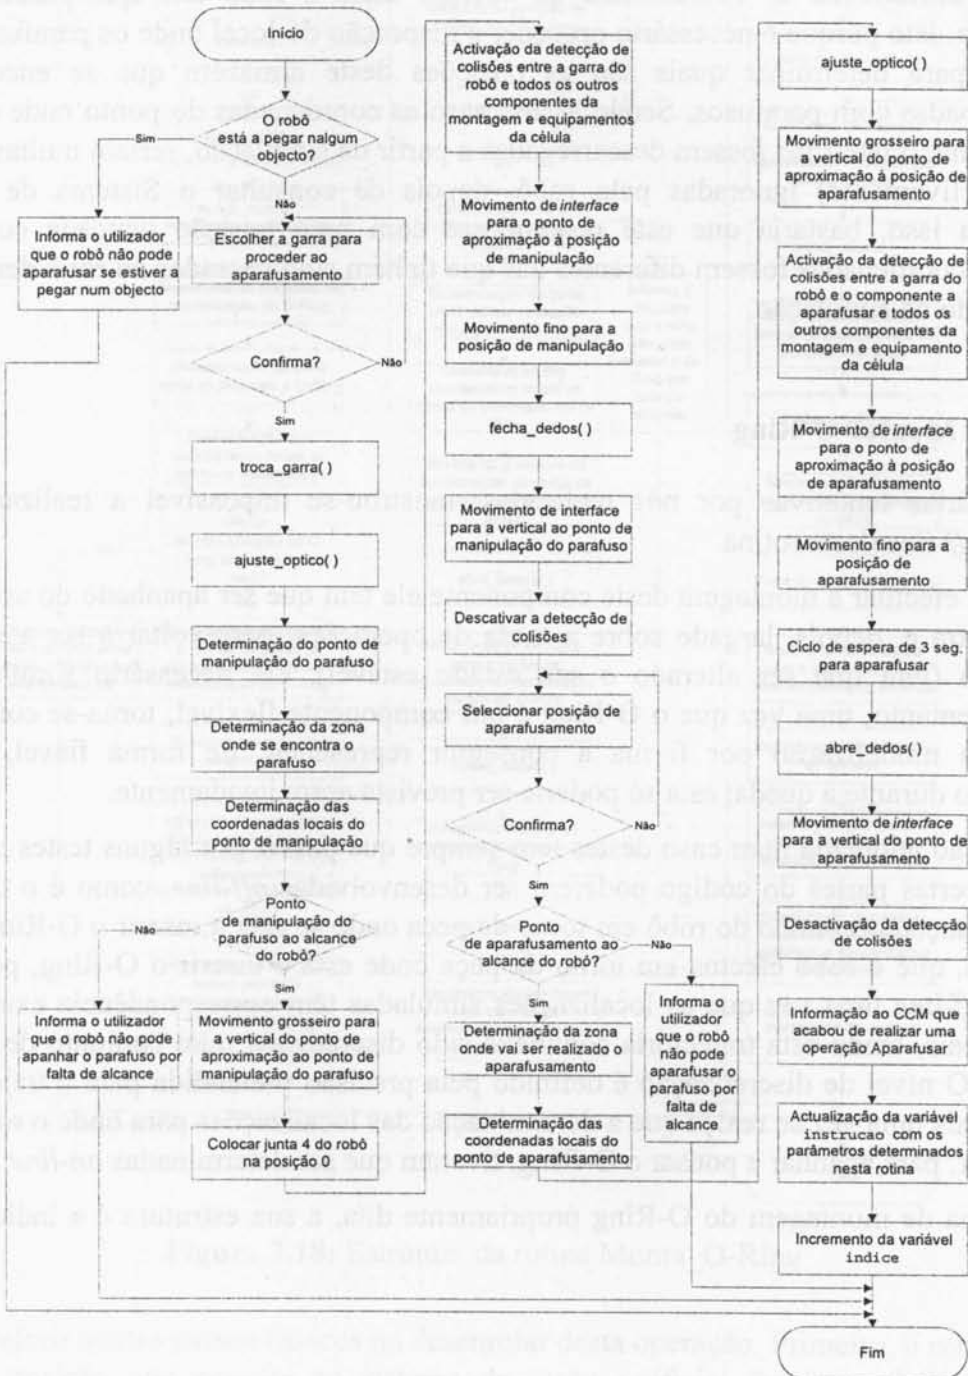 Início
O robô
está a pegar nalgum
objecto?
Sim
Não
Informa o utilizador
que o robô não pode
aparafusar se estiver a
pegar num objecto
Escolher a garra para
proceder ao
aparafusamento
Confirma?
Não
Sim
troca_garra( )
ajuste_optico( )
Determinação do ponto de
manipulação do parafuso
Determinação da zona
onde se encontra o
parafuso
Determinação das
coordenadas locais do
ponto de manipulação
Ponto
de manipulação do
parafuso ao alcance
do robô?
Não
Sim
Informa o utilizador
que o robô não pode
apanhar o parafuso por
falta de alcance
Movimento grosseiro para
a vertical do ponto de
aproximação ao ponto de
manipulação do parafuso
Colocar junta 4 do robô
na posição 0
Activação da detecção de
colisões entre a garra do
robô e todos os outros
componentes da
montagem e equipamentos
da célula
Movimento de interface
para o ponto de
aproximação à posição
de manipulação
Movimento fino para a
posição de manipulação
fecha_dedos( )
Movimento de interface
para a vertical ao ponto de
manipulação do parafuso
Descativar a detecção de
colisões
Seleccionar posição de
aparafusamento
Confirma?
Não
Sim
Ponto
de aparafusamento ao
alcance do robô?
Não
Sim
Informa o
utilizador
que o robô
não pode
aparafusar o
parafuso por
falta de
alcance
Determinação da zona
onde vai ser realizado o
aparafusamento
Determinação das
coordenadas locais do
ponto de aparafusamento
ajuste_optico( )
Movimento grosseiro para
a vertical do ponto de
aproximação á posição de
aparafusamento
Activação da detecção de
colisões entre a garra do
robô e o componente a
aparafusar e todos os
outros componentes da
montagem e equipamento
da célula
Movimento de interface
para o ponto de
aproximação à posição
de aparafusamento
Movimento fino para a
posição de
aparafusamento
Ciclo de espera de 3 seg.
para aparafusar
abre_dedos( )
Movimento de interface
para a vertical do ponto de
aparafusamento
Desactivação da detecção
de colisões
Informação ao CCM que
acabou de realizar uma
operação Aparafusar
Actualização da variável
instrucao com os
parâmetros determinados
nesta rotina
Incremento da variável
indice
Fim